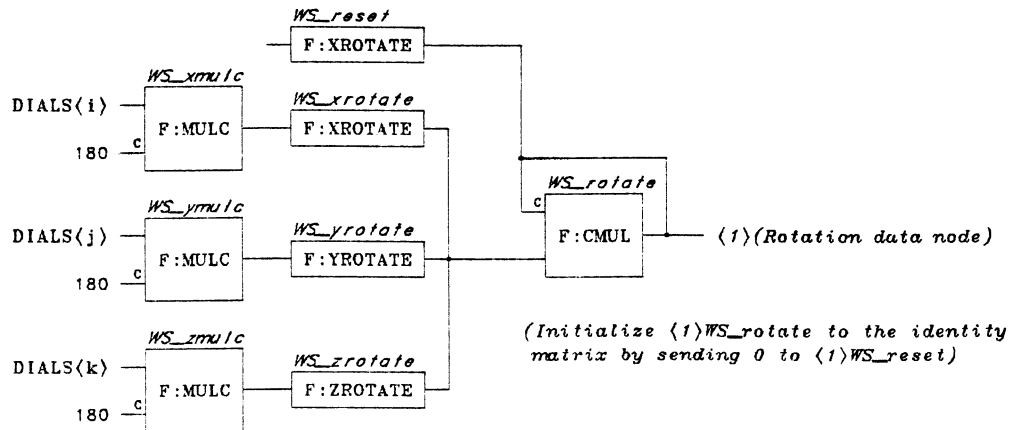 WS_reset
F:XROTATE
WS_xmulc
WS_xrotate
DIALS⟨i⟩
F:MULC
F:XROTATE
C
180
WS_rotate
WS_ymulc
C
DIALS⟨j⟩
WS_yrotate
F:CMUL
⟨1⟩(Rotation data node)
F:MULC
F:YROTATE
C
180
(Initialize ⟨1⟩WS_rotate to the identity
matrix by sending 0 to ⟨1⟩WS_reset)
WS_zmulc
WS_zrotate
DIALS⟨k⟩
F:MULC
F:ZROTATE
C
180